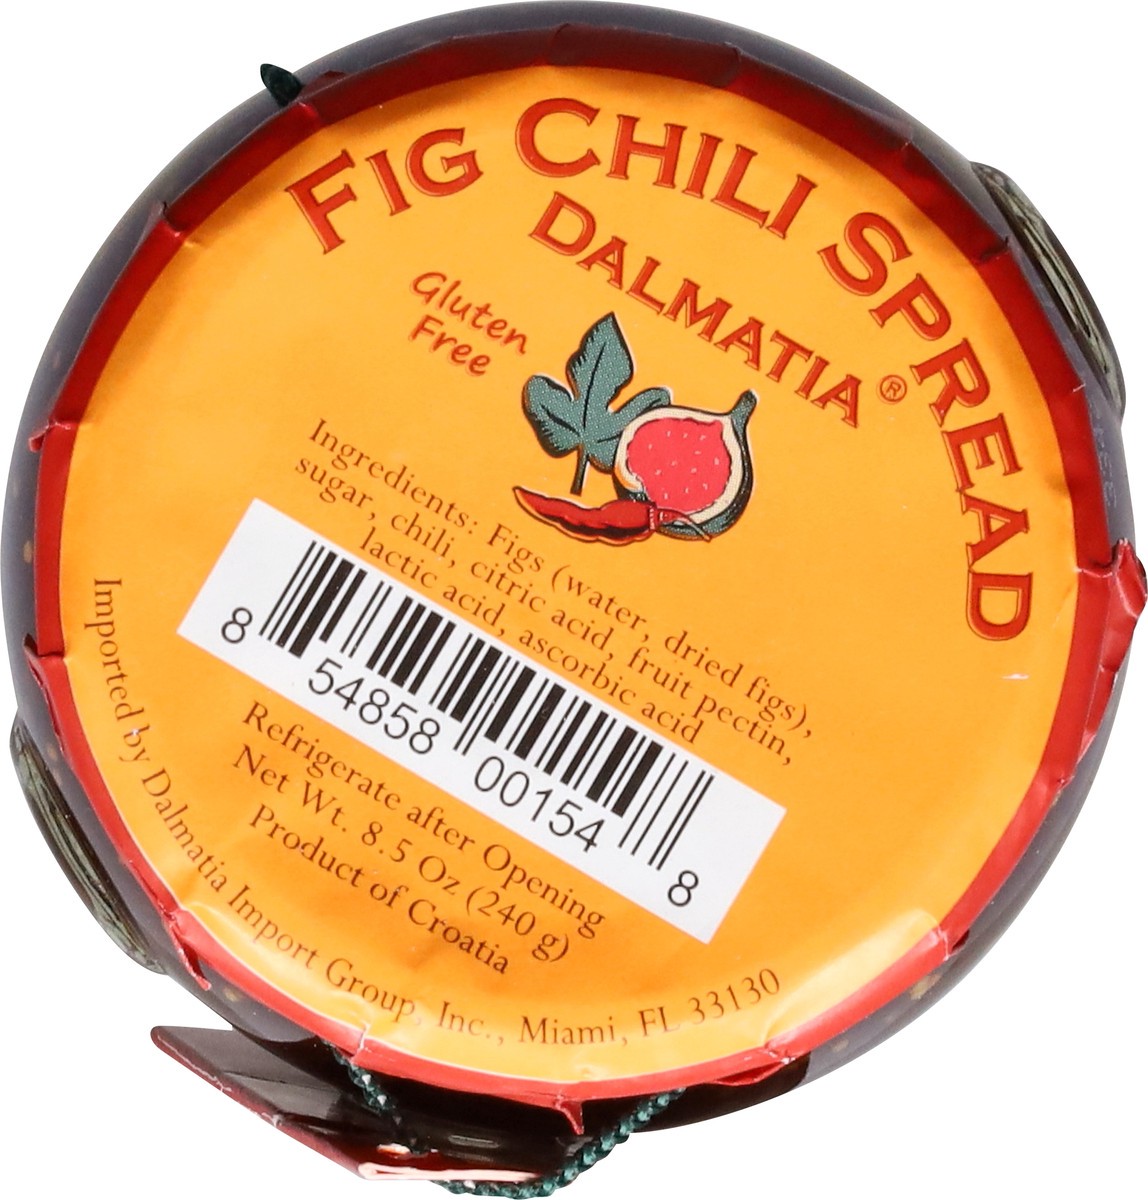 FIG CHILI SPREAD
DALMATIA®
Gluten
Free
Ingredients: Figs (water, dried figs),
sugar, chili, citric acid, fruit pectin,
lactic acid, ascorbic acid
8 54858 00154 8
Refrigerate after Opening
Net Wt. 8.5 Oz (240 g)
Product of Croatia
Imported by Dalmatia Import Group, Inc., Miami, FL 33130